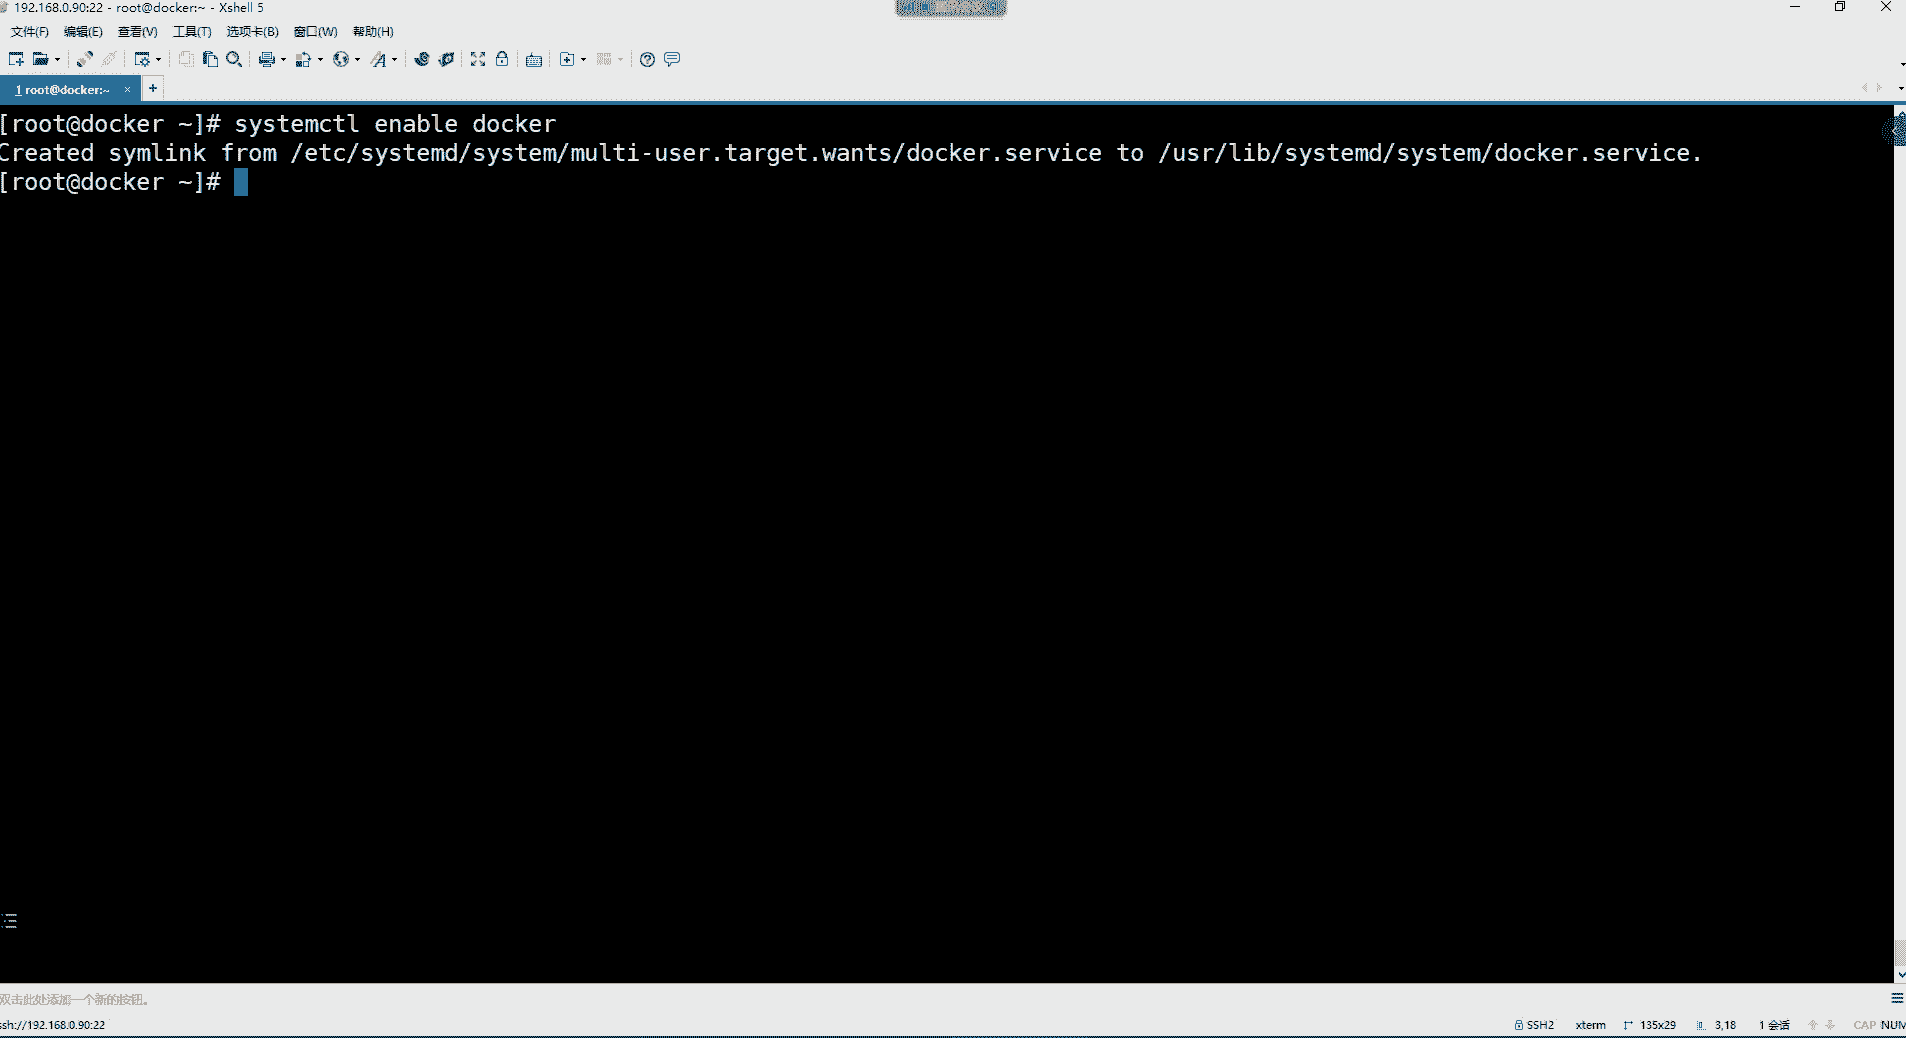 192.168.0.90:22 - root@docker:~ - Xshell 5
文件(F) 编辑(E) 查看(V) 工具(T) 选项卡(B) 窗口(W) 帮助(H)
1 root@docker:~ × +
[root@docker ~]# systemctl enable docker
Created symlink from /etc/systemd/system/multi-user.target.wants/docker.service to /usr/lib/systemd/system/docker.service.
[root@docker ~]#
双击此处添加一个新的按钮。
ssh://192.168.0.90:22 SSH2 xterm 135x29 3,18 1 会话 CAP NUM